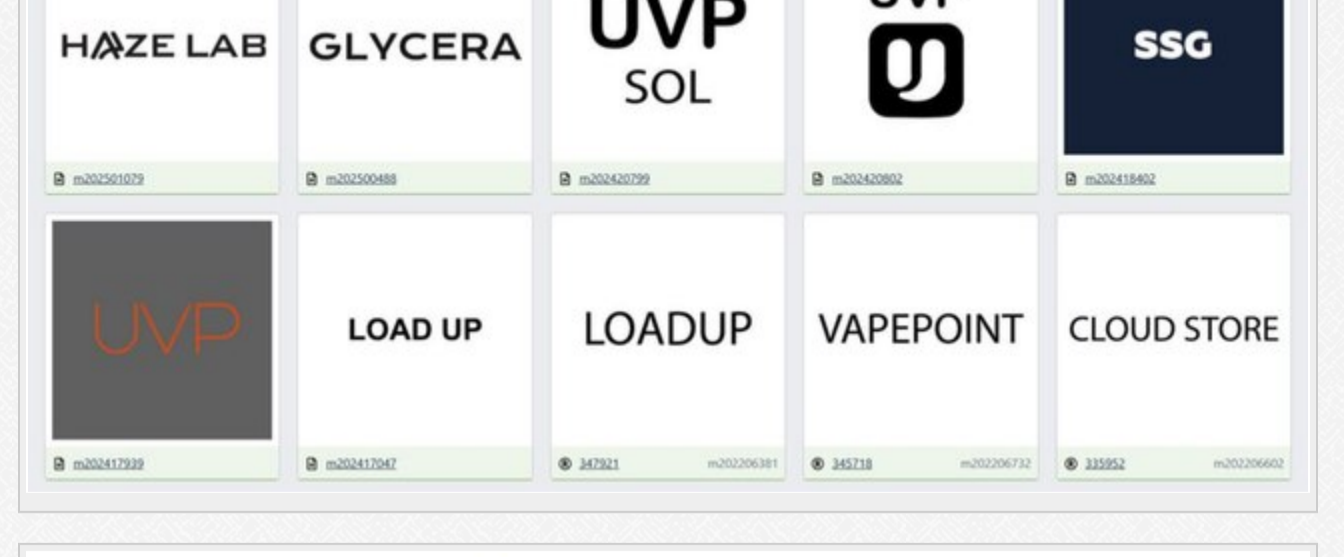 HAZE LAB
GLYCERA
UVP
SOL
UVP
SSG
m202501079
m202500488
m202420799
m202420802
m202418402
UVP
LOAD UP
LOADUP
VAPEPOINT
CLOUD STORE
m202417939
m202417047
347921 m202206381
345718 m202206732
335952 m202206602